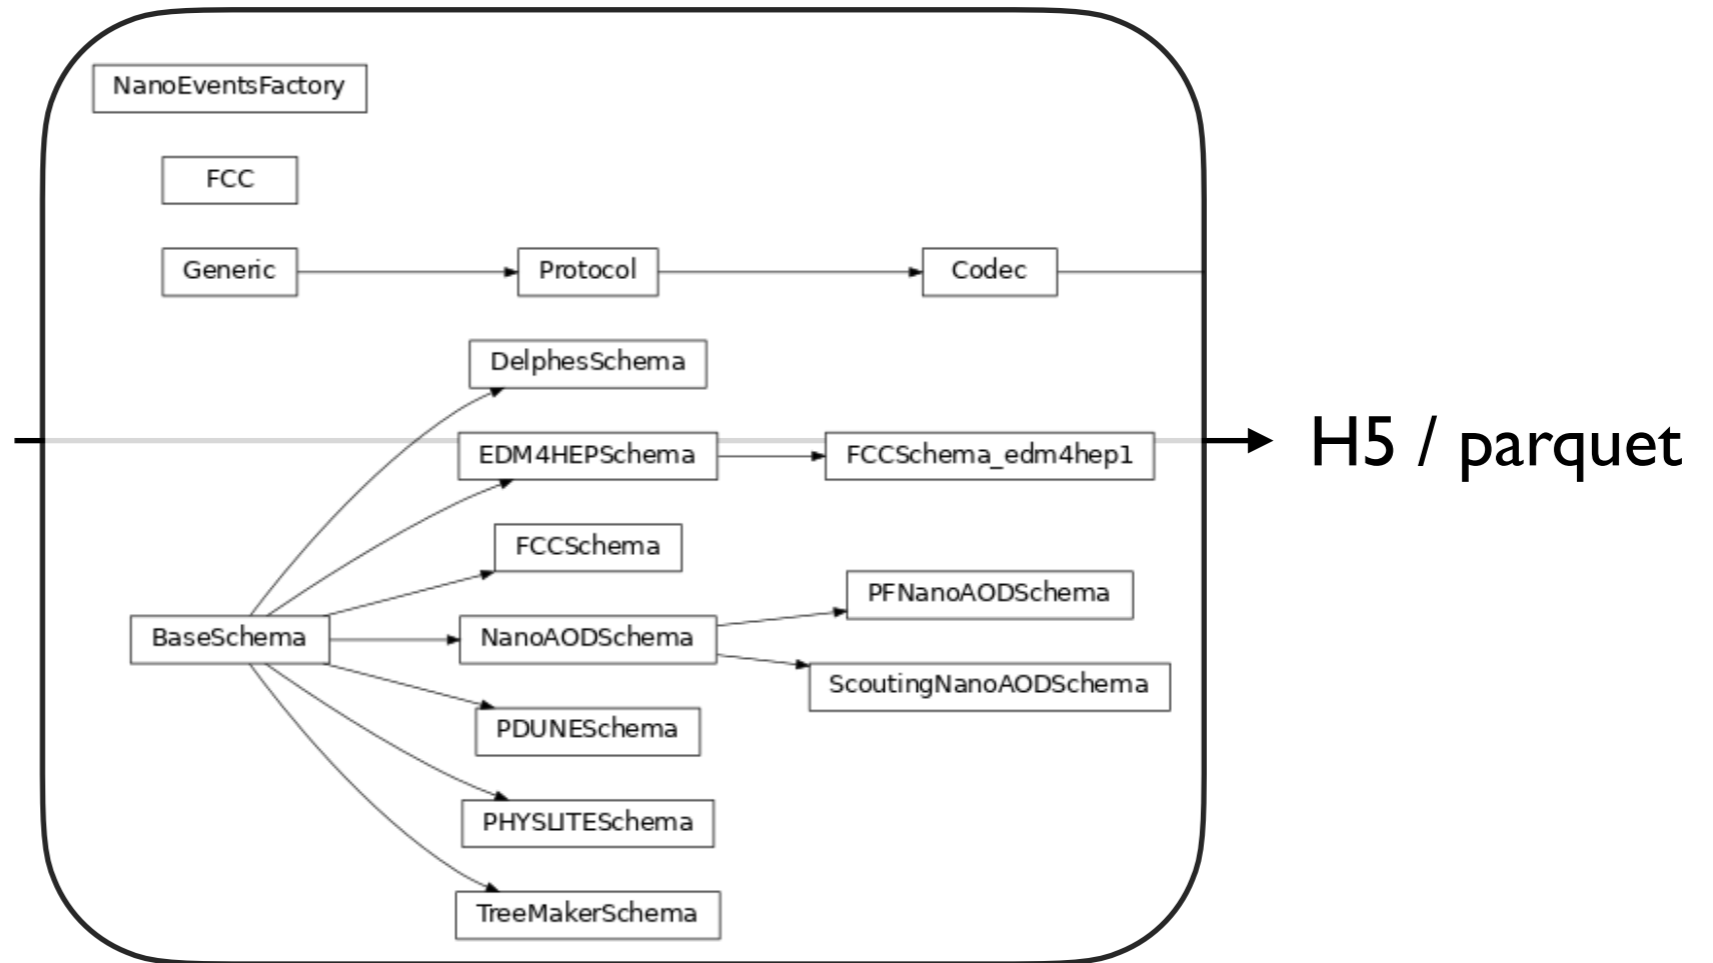 NanoEventsFactory
FCC
Generic
Protocol
Codec
DelphesSchema
EDM4HEPSchema
FCCSchema_edm4hep1
H5 / parquet
FCCSchema
PFNanoAODSchema
BaseSchema
NanoAODSchema
ScoutingNanoAODSchema
PDUNESchema
PHYSLITESchema
TreeMakerSchema